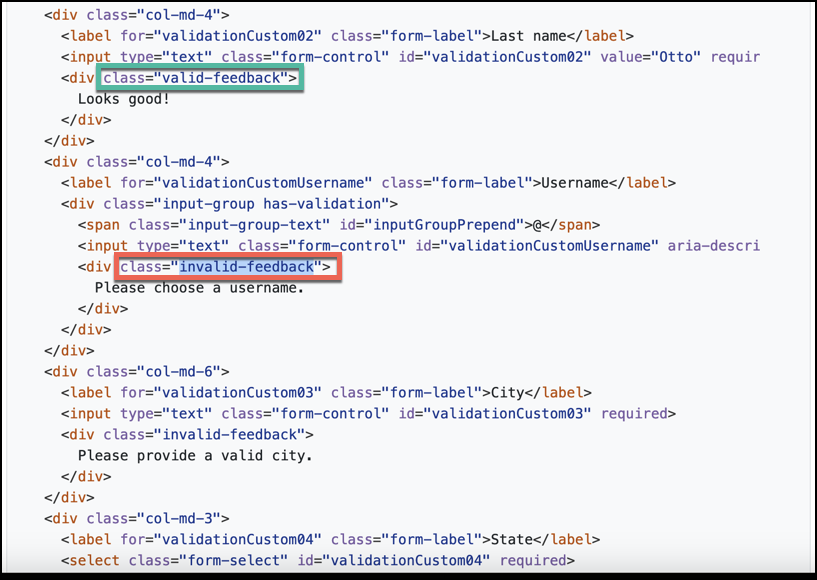 <div class="col-md-4">
<label for="validationCustom02" class="form-label">Last name</label>
<input type="text" class="form-control" id="validationCustom02" value="Otto" requir
<div class="valid-feedback">
Looks good!
</div>
</div>
<div class="col-md-4">
<label for="validationCustomUsername" class="form-label">Username</label>
<div class="input-group has-validation">
<span class="input-group-text" id="inputGroupPrepend">@</span>
<input type="text" class="form-control" id="validationCustomUsername" aria-descri
<div class="invalid-feedback">
Please choose a username.
</div>
</div>
</div>
<div class="col-md-6">
<label for="validationCustom03" class="form-label">City</label>
<input type="text" class="form-control" id="validationCustom03" required>
<div class="invalid-feedback">
Please provide a valid city.
</div>
</div>
<div class="col-md-3">
<label for="validationCustom04" class="form-label">State</label>
<select class="form-select" id="validationCustom04" required>